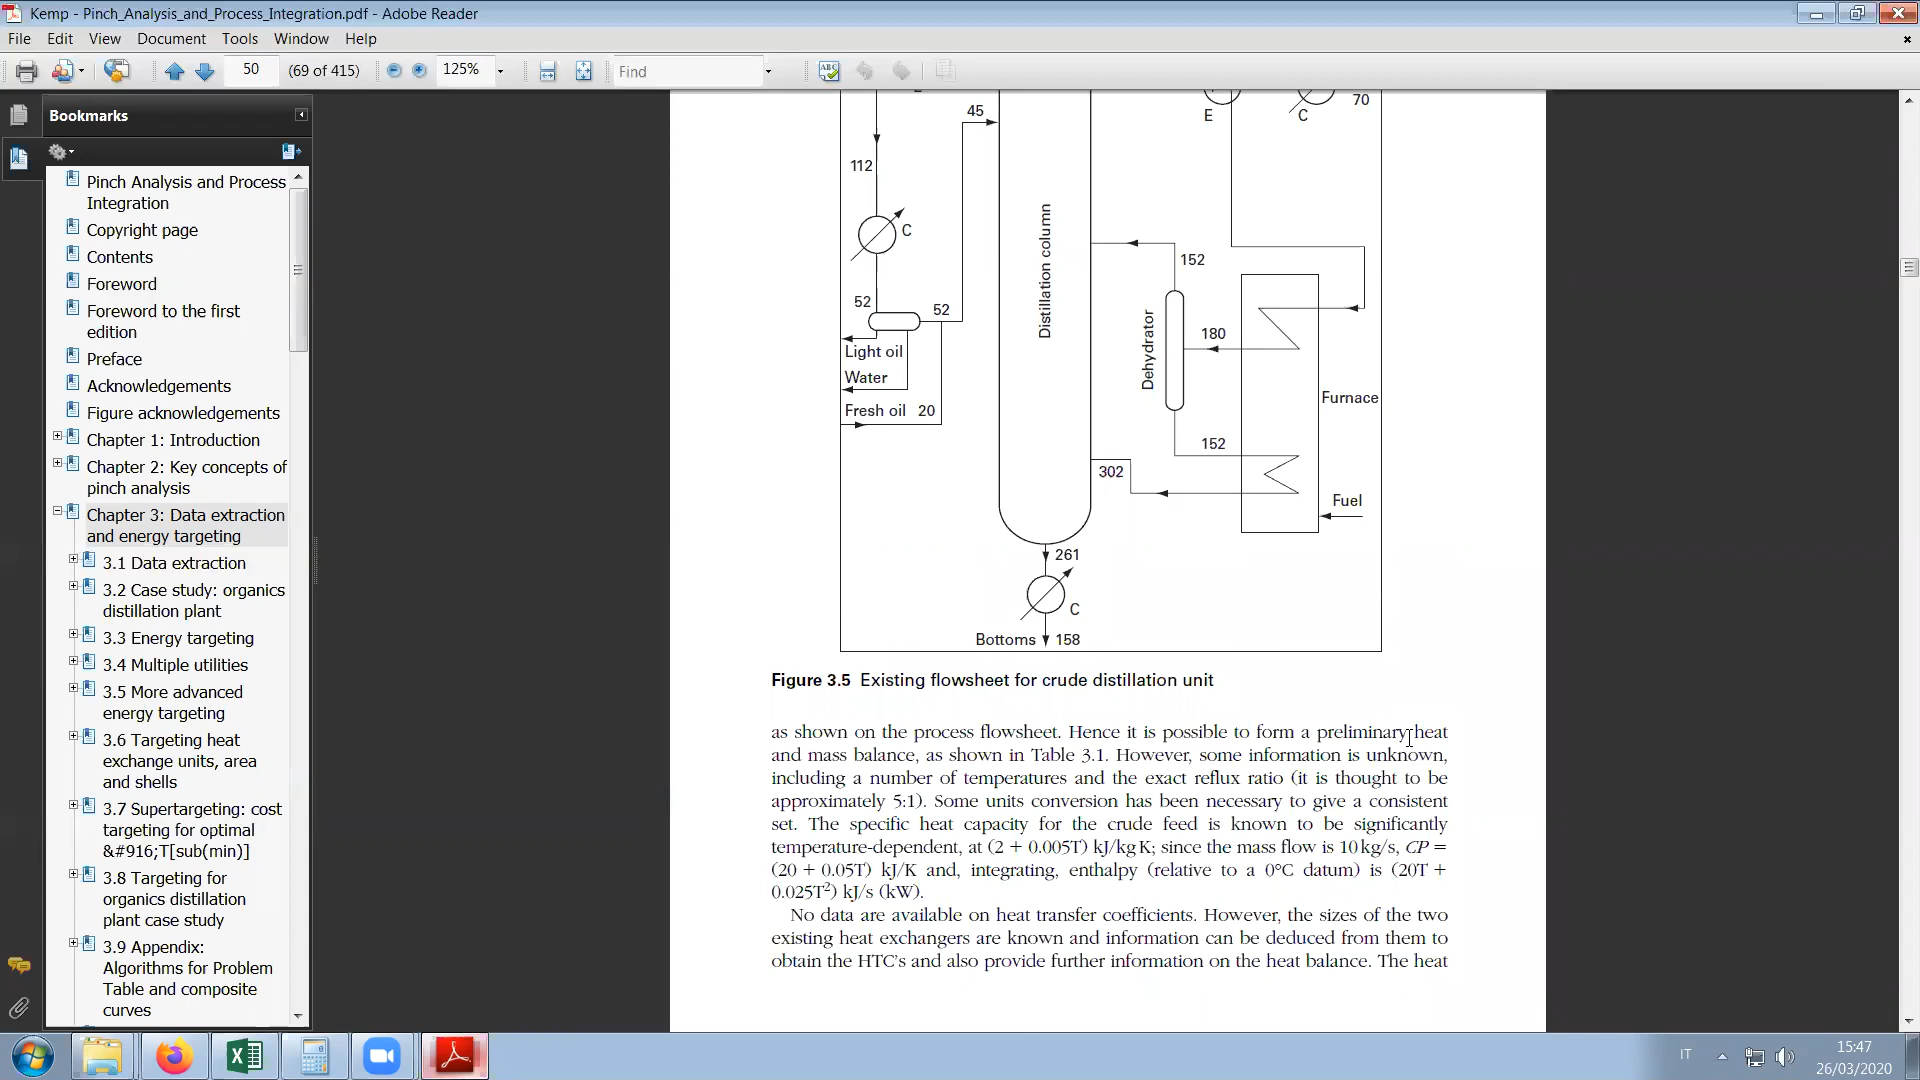 Kemp - Pinch_Analysis_and_Process_Integration.pdf - Adobe Reader
File Edit View Document Tools Window Help
50 (69 of 415) 125% Find
Bookmarks
Pinch Analysis and Process
Integration
Copyright page
Contents
Foreword
Foreword to the first
edition
Preface
Acknowledgements
Figure acknowledgements
Chapter 1: Introduction
Chapter 2: Key concepts of
pinch analysis
Chapter 3: Data extraction
and energy targeting
3.1 Data extraction
3.2 Case study: organics
distillation plant
3.3 Energy targeting
3.4 Multiple utilities
3.5 More advanced
energy targeting
3.6 Targeting heat
exchange units, area
and shells
3.7 Supertargeting: cost
targeting for optimal
&#916;T[sub(min)]
3.8 Targeting for
organics distillation
plant case study
3.9 Appendix:
Algorithms for Problem
Table and composite
curves
45
E
C
70
112
C
152
52
52
Light oil
Water
Fresh oil 20
Distillation column
Dehydrator
180
Furnace
152
302
Fuel
261
C
Bottoms 158
Figure 3.5 Existing flowsheet for crude distillation unit
as shown on the process flowsheet. Hence it is possible to form a preliminary heat
and mass balance, as shown in Table 3.1. However, some information is unknown,
including a number of temperatures and the exact reflux ratio (it is thought to be
approximately 5:1). Some units conversion has been necessary to give a consistent
set. The specific heat capacity for the crude feed is known to be significantly
temperature-dependent, at (2 + 0.005T) kJ/kg K; since the mass flow is 10 kg/s, CP =
(20 + 0.05T) kJ/K and, integrating, enthalpy (relative to a 0°C datum) is (20T +
0.025T²) kJ/s (kW).
No data are available on heat transfer coefficients. However, the sizes of the two
existing heat exchangers are known and information can be deduced from them to
obtain the HTC's and also provide further information on the heat balance. The heat
IT
15:47
26/03/2020